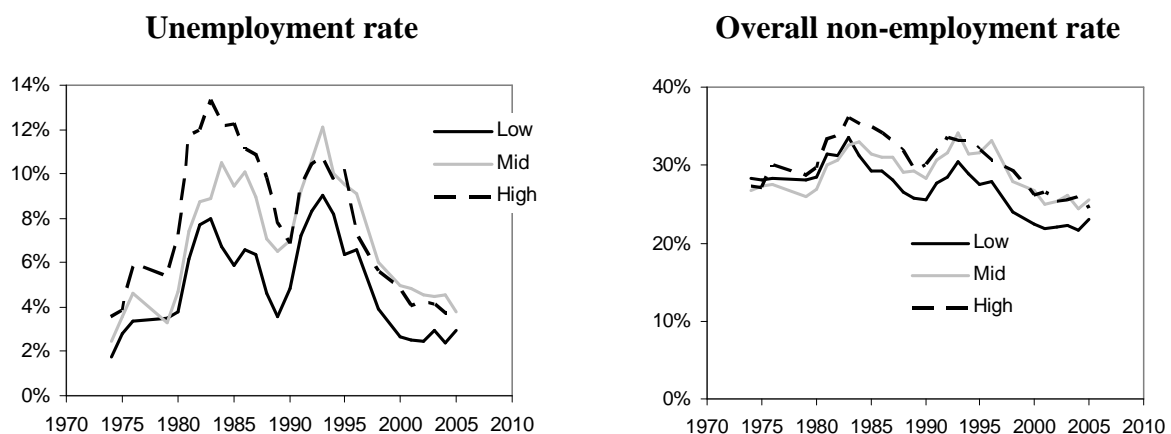 Unemployment rate
14%
12%
10%
8%
6%
4%
2%
0%
1970 1975 1980 1985 1990 1995 2000 2005 2010
Low
Mid
High
Overall non-employment rate
40%
30%
20%
10%
0%
1970 1975 1980 1985 1990 1995 2000 2005 2010
Low
Mid
High